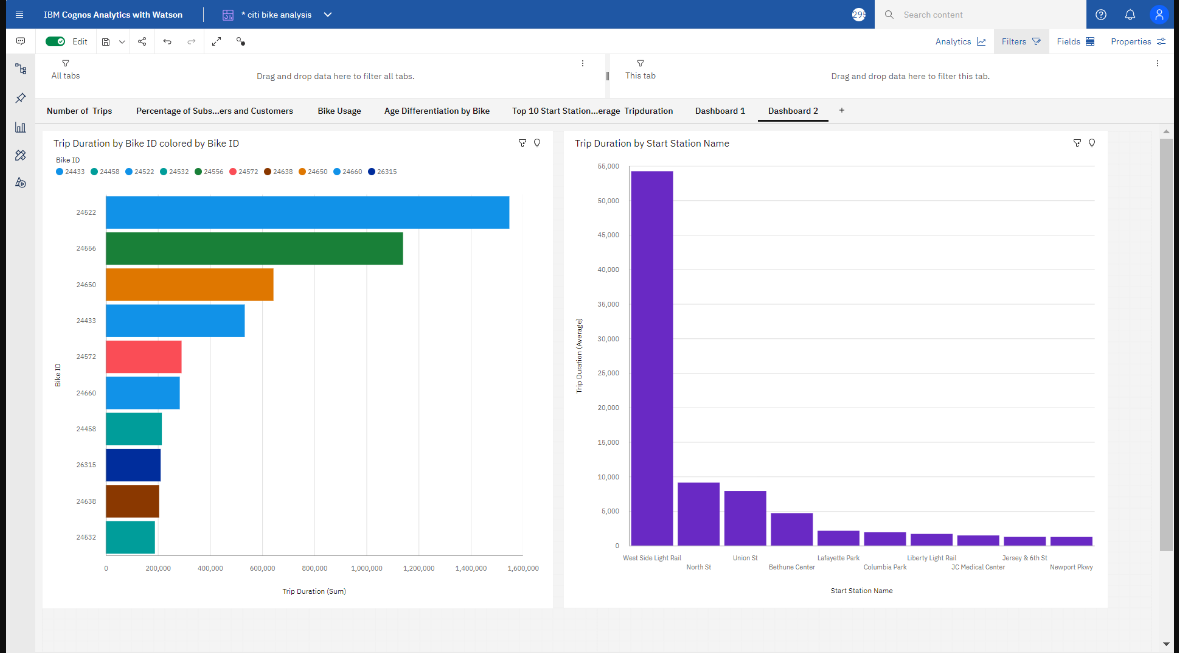 IBM Cognos Analytics with Watson
* citi bike analysis
Search content
Edit
Analytics
Filters
Fields
Properties
All tabs
Drag and drop data here to filter all tabs.
This tab
Drag and drop data here to filter this tab.
Number of Trips
Percentage of Subs...ers and Customers
Bike Usage
Age Differentiation by Bike
Top 10 Start Station...erage Tripduration
Dashboard 1
Dashboard 2
+
Trip Duration by Bike ID colored by Bike ID
Bike ID
24433 24458 24522 24532 24556 24572 24638 24650 24660 26315
Bike ID
24522
24556
24650
24433
24572
24660
24458
26315
24638
24532
0 200,000 400,000 600,000 800,000 1,000,000 1,200,000 1,400,000 1,600,000
Trip Duration (Sum)
Trip Duration by Start Station Name
Trip Duration (Average)
55,000
50,000
45,000
40,000
35,000
30,000
25,000
20,000
15,000
10,000
5,000
0
West Side Light Rail
North St
Union St
Bethune Center
Lafayette Park
Columbia Park
Liberty Light Rail
JC Medical Center
Jersey & 6th St
Newport Pkwy
Start Station Name